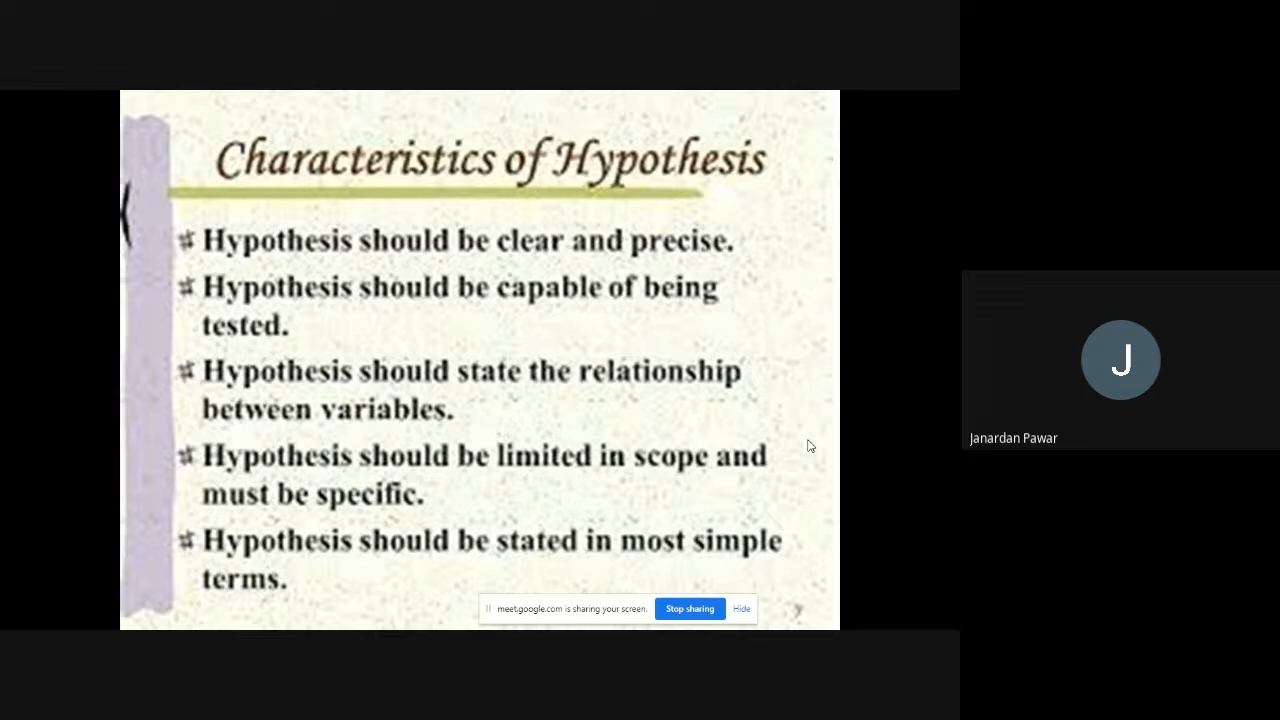 Characteristics of Hypothesis
Hypothesis should be clear and precise.
Hypothesis should be capable of being
tested.
Hypothesis should state the relationship
between variables.
Hypothesis should be limited in scope and
must be specific.
Hypothesis should be stated in most simple
terms.
meet.google.com is sharing your screen. Stop sharing Hide
7
J
Janardan Pawar